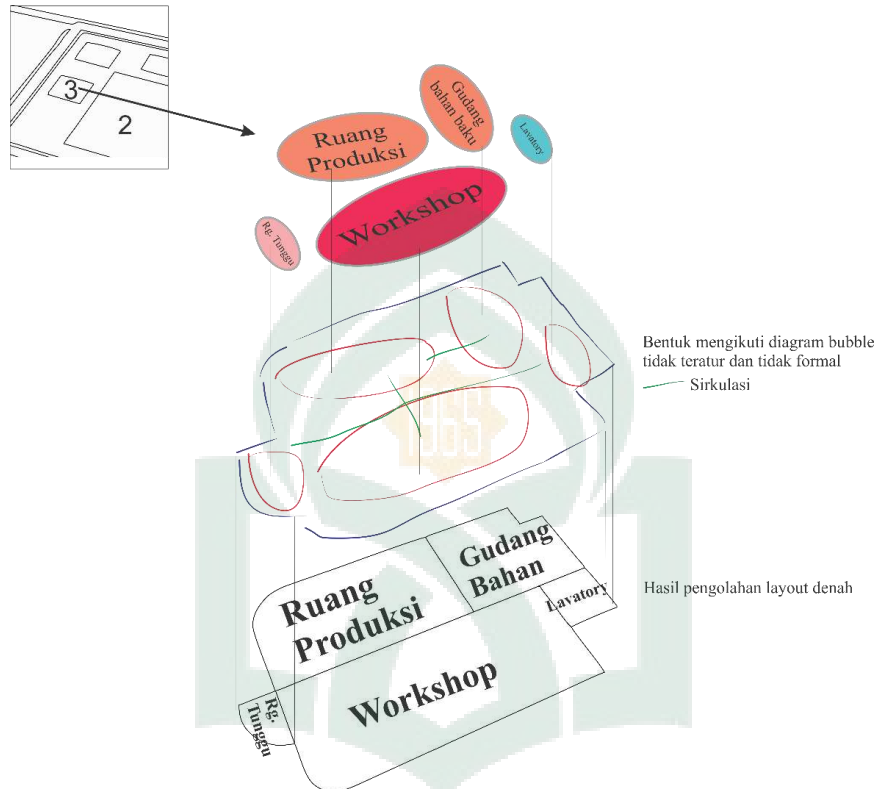 3
2
Gudang
bahan baku
Lavatory
Ruang
Produksi
Workshop
Rg. Tunggu
Bentuk mengikuti diagram bubble
tidak teratur dan tidak formal
Sirkulasi
1965
Gudang
Bahan
Ruang
Produksi
Lavatory
Hasil pengolahan layout denah
Workshop
Rg.
Tunggu